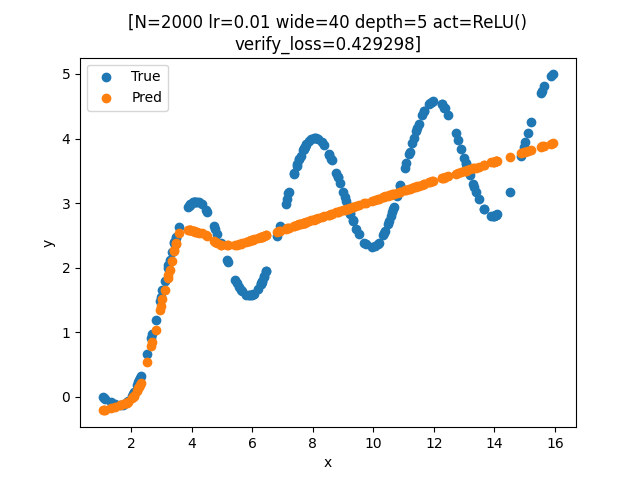 [N=2000 lr=0.01 wide=40 depth=5 act=ReLU()
verify_loss=0.429298]
True
Pred
5
4
3
2
1
0
y
2 4 6 8 10 12 14 16
x